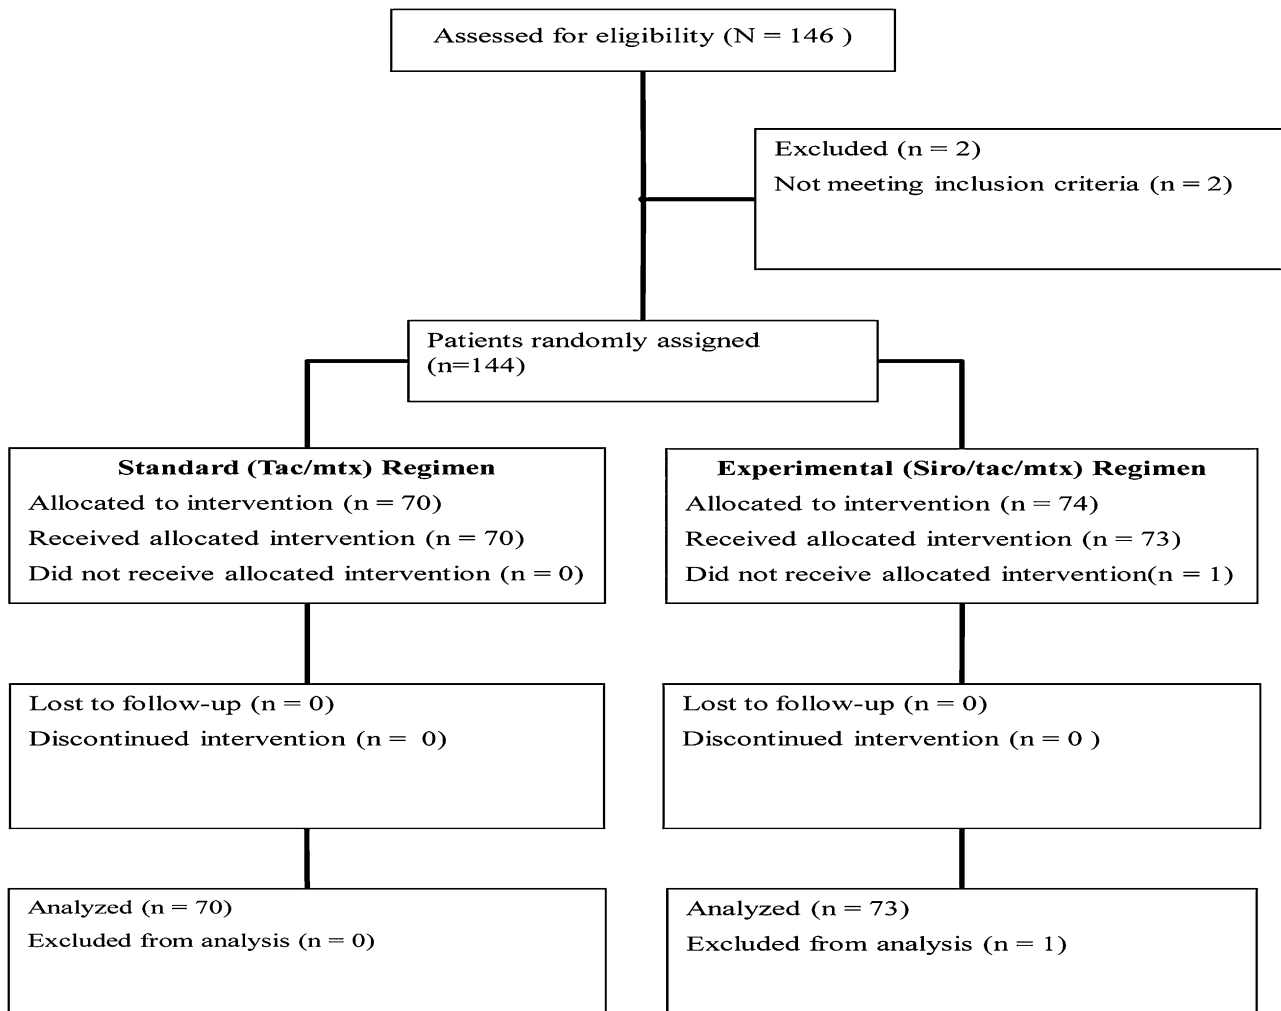 Assessed for eligibility (N = 146 )
Excluded (n = 2)
Not meeting inclusion criteria (n = 2)
Patients randomly assigned
(n=144)
Standard (Tac/mtx) Regimen
Allocated to intervention (n = 70)
Received allocated intervention (n = 70)
Did not receive allocated intervention (n = 0)
Experimental (Siro/tac/mtx) Regimen
Allocated to intervention (n = 74)
Received allocated intervention (n = 73)
Did not receive allocated intervention(n = 1)
Lost to follow-up (n = 0)
Discontinued intervention (n =  0)
Lost to follow-up (n = 0)
Discontinued intervention (n = 0 )
Analyzed (n = 70)
Excluded from analysis (n = 0)
Analyzed (n = 73)
Excluded from analysis (n = 1)